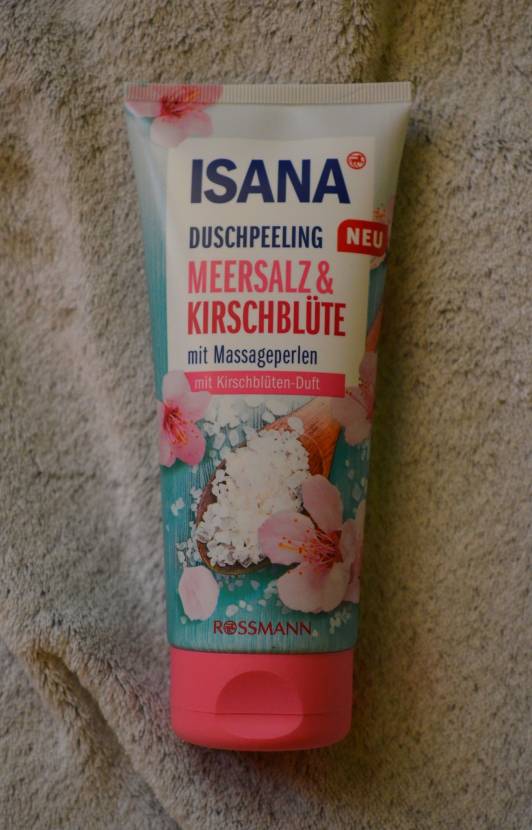 ISANA
DUSCHPEELING
NEU
MEERSALZ &
KIRSCHBLÜTE
mit Massageperlen
mit Kirschblüten-Duft
ROSSMANN